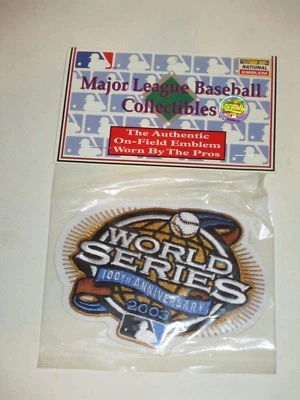 NATIONAL
EMBLEM
Major League Baseball
Collectibles
The Authentic
On-Field Emblem
Worn By The Pros
WORLD
SERIES
100TH ANNIVERSARY
2003